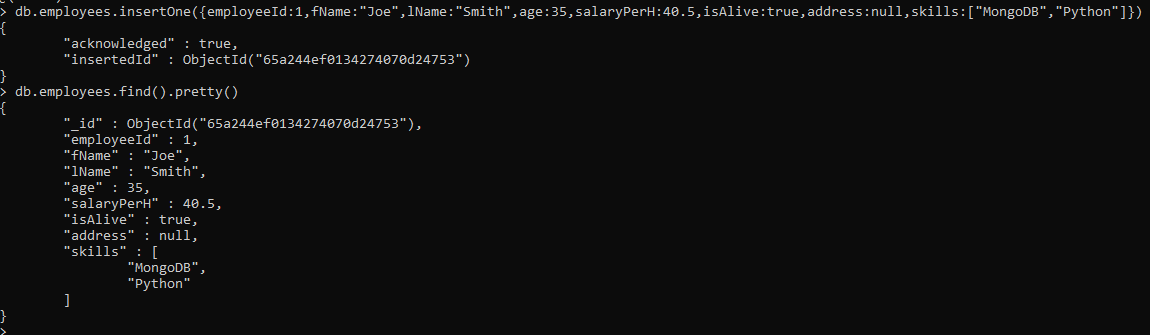 > db.employees.insertOne({employeeId:1,fName:"Joe",lName:"Smith",age:35,salaryPerH:40.5,isAlive:true,address:null,skills:["MongoDB","Python"]})
{
        "acknowledged" : true,
        "insertedId" : ObjectId("65a244ef0134274070d24753")
}
> db.employees.find().pretty()
{
        "_id" : ObjectId("65a244ef0134274070d24753"),
        "employeeId" : 1,
        "fName" : "Joe",
        "lName" : "Smith",
        "age" : 35,
        "salaryPerH" : 40.5,
        "isAlive" : true,
        "address" : null,
        "skills" : [
                "MongoDB",
                "Python"
        ]
}
>